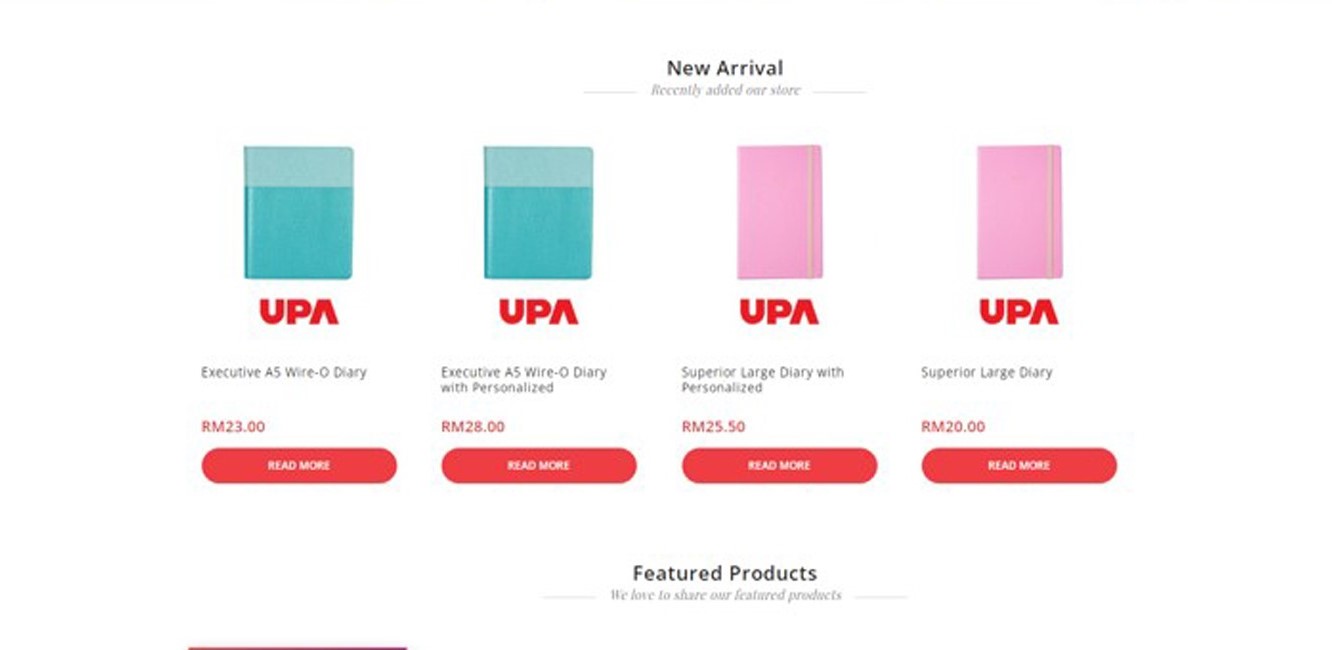 New Arrival
Recently added our store
UPA
UPA
UPA
UPA
Executive A5 Wire-O Diary
Executive A5 Wire-O Diary
with Personalized
Superior Large Diary with
Personalized
Superior Large Diary
RM23.00
RM28.00
RM25.50
RM20.00
READ MORE
READ MORE
READ MORE
READ MORE
Featured Products
We love to share our featured products